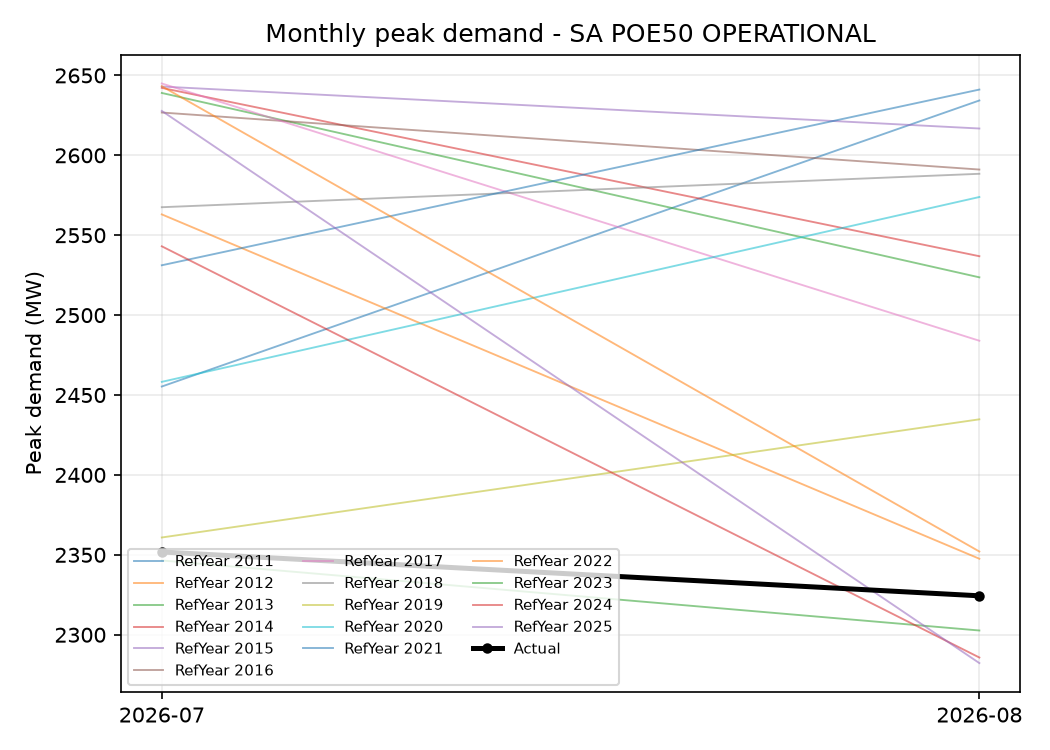 Monthly peak demand - SA POE50 OPERATIONAL
Peak demand (MW)
2650
2600
2550
2500
2450
2400
2350
2300
2026-07
2026-08
RefYear 2011
RefYear 2012
RefYear 2013
RefYear 2014
RefYear 2015
RefYear 2016
RefYear 2017
RefYear 2018
RefYear 2019
RefYear 2020
RefYear 2021
RefYear 2022
RefYear 2023
RefYear 2024
RefYear 2025
Actual